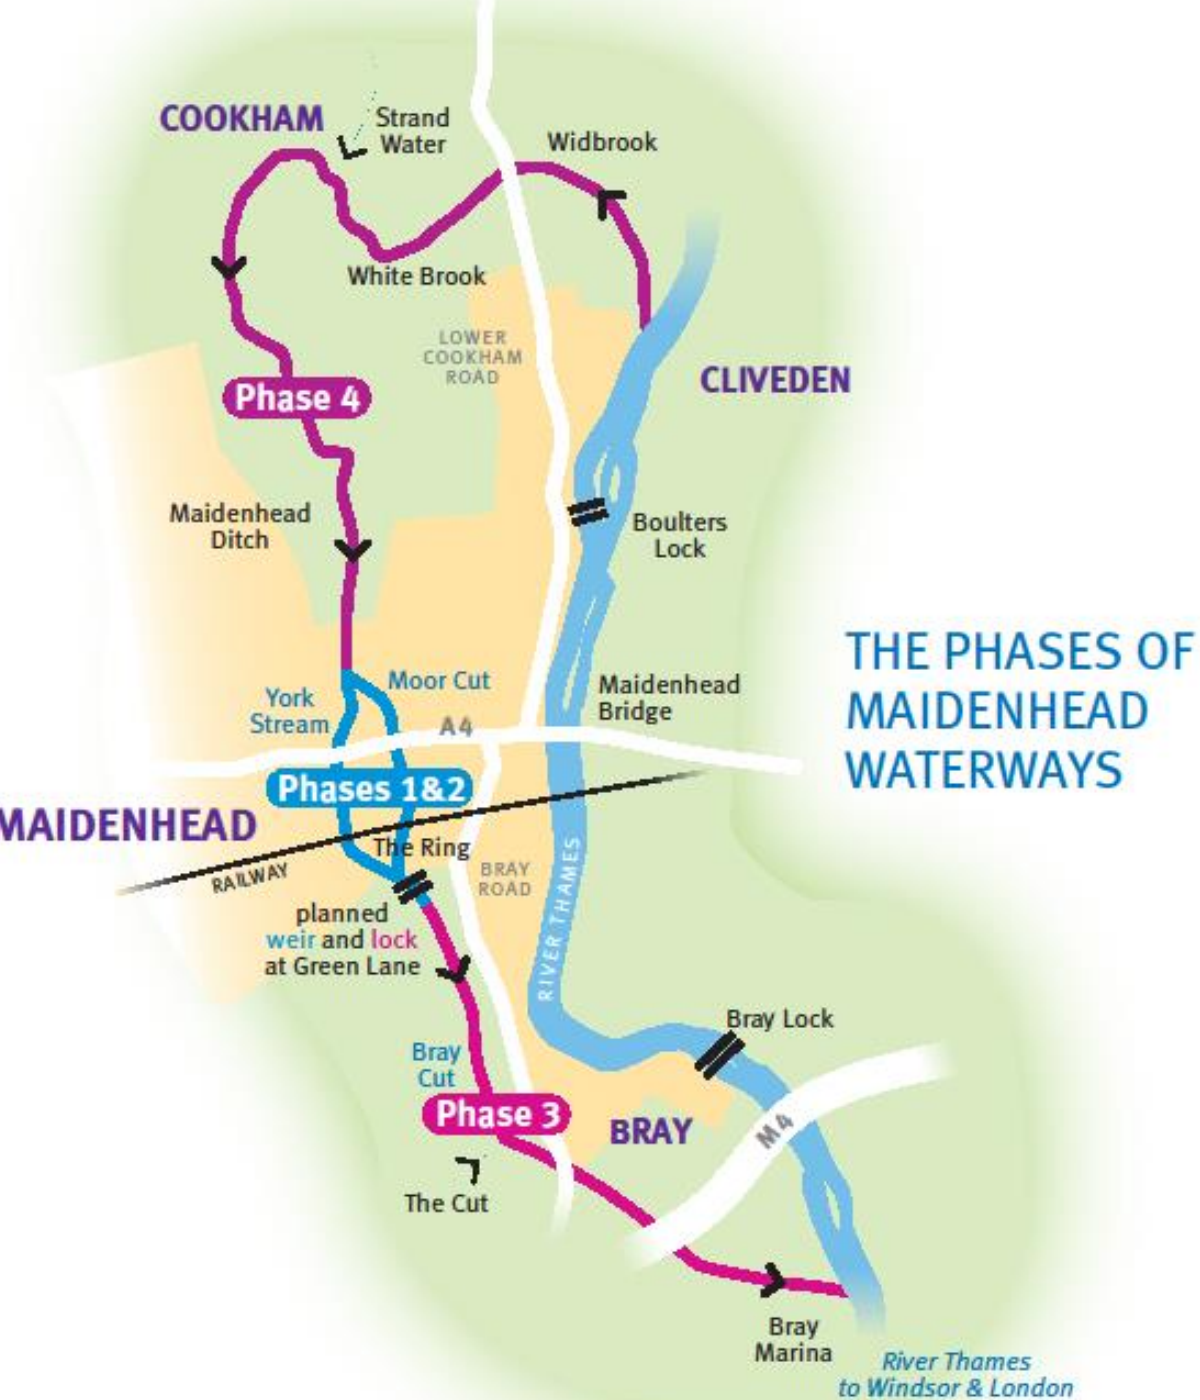 COOKHAM
Strand
Water
Widbrook
White Brook
LOWER
COOKHAM
ROAD
CLIVEDEN
Phase 4
Maidenhead
Ditch
Boulters
Lock
THE PHASES OF
MAIDENHEAD
WATERWAYS
York
Stream
Moor Cut
A4
Maidenhead
Bridge
Phases 1&2
MAIDENHEAD
The Ring
RAILWAY
BRAY
ROAD
RIVER THAMES
planned
weir and lock
at Green Lane
Bray Lock
Bray
Cut
Phase 3
BRAY
M4
The Cut
Bray
Marina
River Thames
to Windsor & London